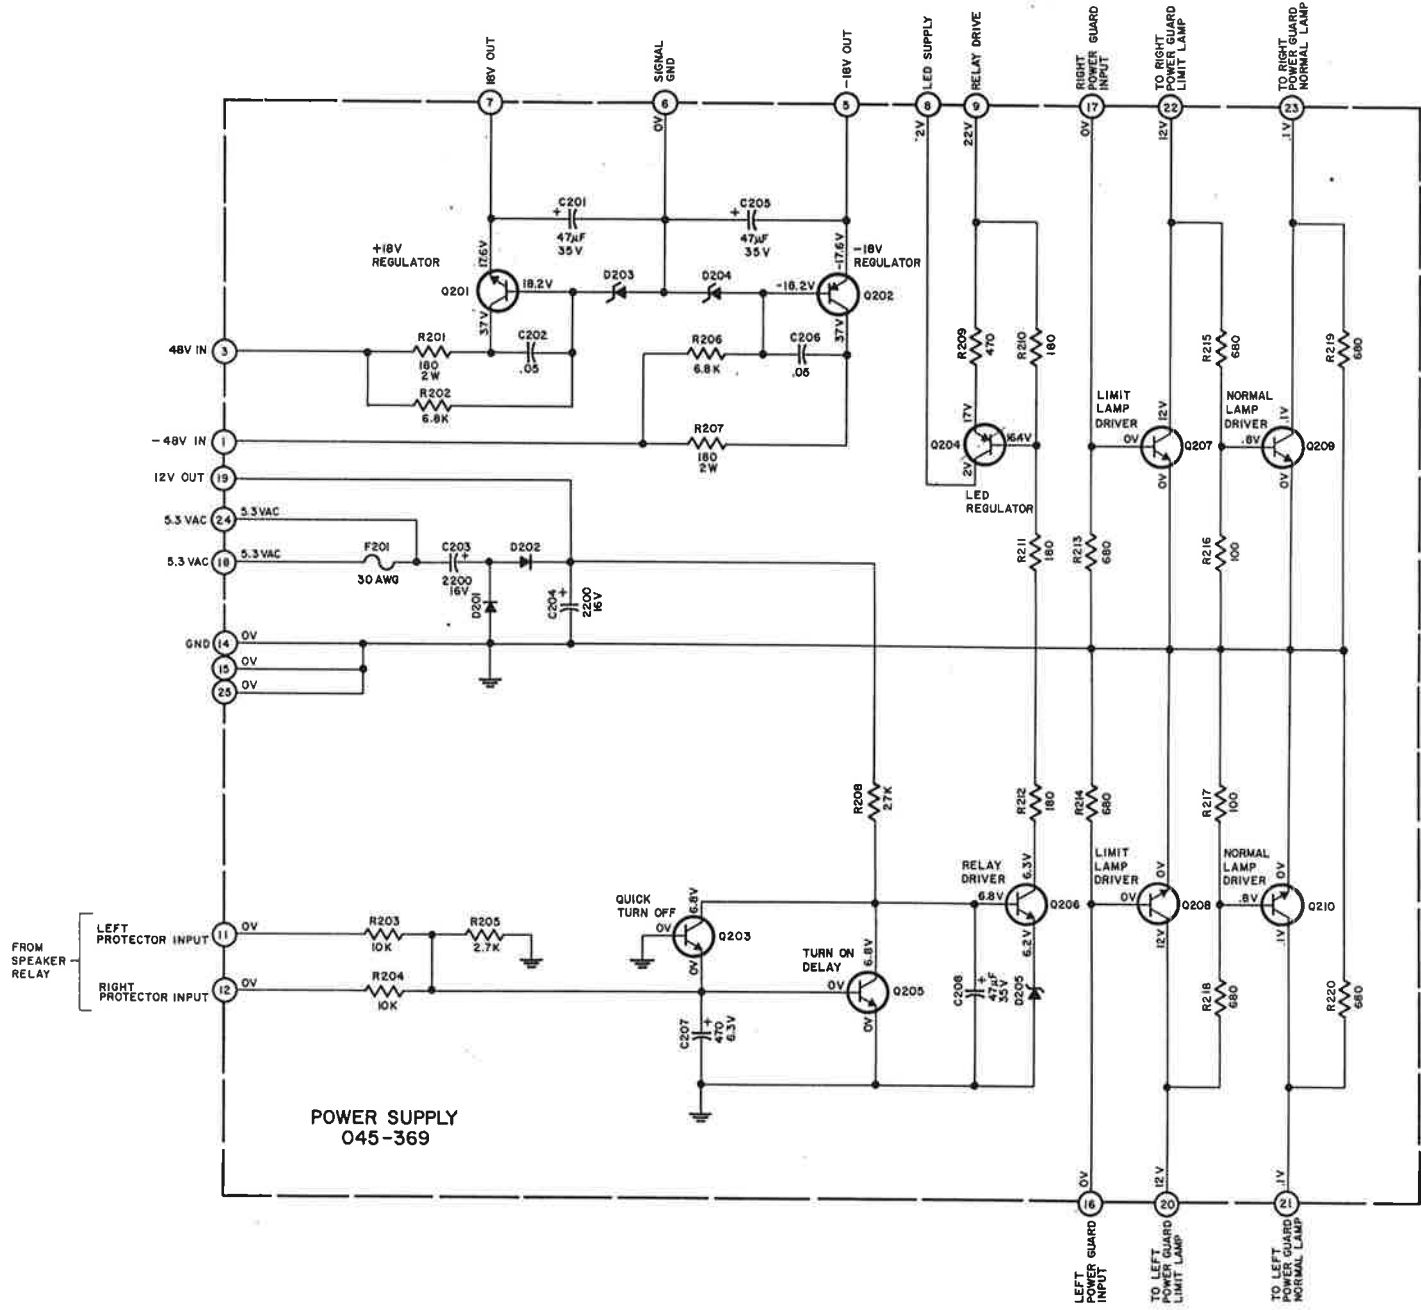 18V OUT
SIGNAL
GND
-18V OUT
LED SUPPLY
RELAY DRIVE
RIGHT
POWER GUARD
INPUT
TO RIGHT
POWER GUARD
LIMIT LAMP
TO RIGHT
POWER GUARD
NORMAL LAMP
7
6
5
8
9
17
22
23
0V
2V
22V
0V
12V
.1V
C201
+
47µF
35V
C205
+
47µF
35V
+18V
REGULATOR
17.6V
Q201
18.2V
37V
D203
D204
-18.2V
-17.6V
-18V
REGULATOR
Q202
37V
48V IN
3
R201
180
2W
C202
.05
R202
6.8K
R206
6.8K
C206
.05
-48V IN
1
R207
180
2W
R209
470
R210
180
R215
680
R219
680
17V
Q204
16.4V
2V
LED
REGULATOR
LIMIT
LAMP
DRIVER
0V
12V
Q207
0V
NORMAL
LAMP
DRIVER
.8V
.1V
Q209
0V
12V OUT
19
5.3 VAC
24
5.3 VAC
5.3 VAC
18
5.3 VAC
F201
30 AWG
C203
+
2200
16V
D202
D201
C204
+
2200
16V
R211
180
R213
680
R216
100
GND
14
0V
15
0V
25
0V
R208
27K
R212
180
R214
680
R217
100
RELAY
DRIVER
6.3V
6.8V
Q206
6.2V
LIMIT
LAMP
DRIVER
0V
0V
Q208
12V
NORMAL
LAMP
DRIVER
.8V
0V
Q210
.1V
FROM
SPEAKER
RELAY
LEFT
PROTECTOR INPUT
11
0V
R203
10K
R205
2.7K
QUICK
TURN OFF
0V
6.8V
Q203
0V
RIGHT
PROTECTOR INPUT
12
0V
R204
10K
TURN ON
DELAY
0V
6.8V
Q205
0V
C207
+
470
6.3V
C208
+
47µF
35V
D205
R218
680
R220
680
POWER SUPPLY
045-369
0V
12V
.1V
16
20
21
LEFT
POWER GUARD
INPUT
TO LEFT
POWER GUARD
LIMIT LAMP
TO LEFT
POWER GUARD
NORMAL LAMP